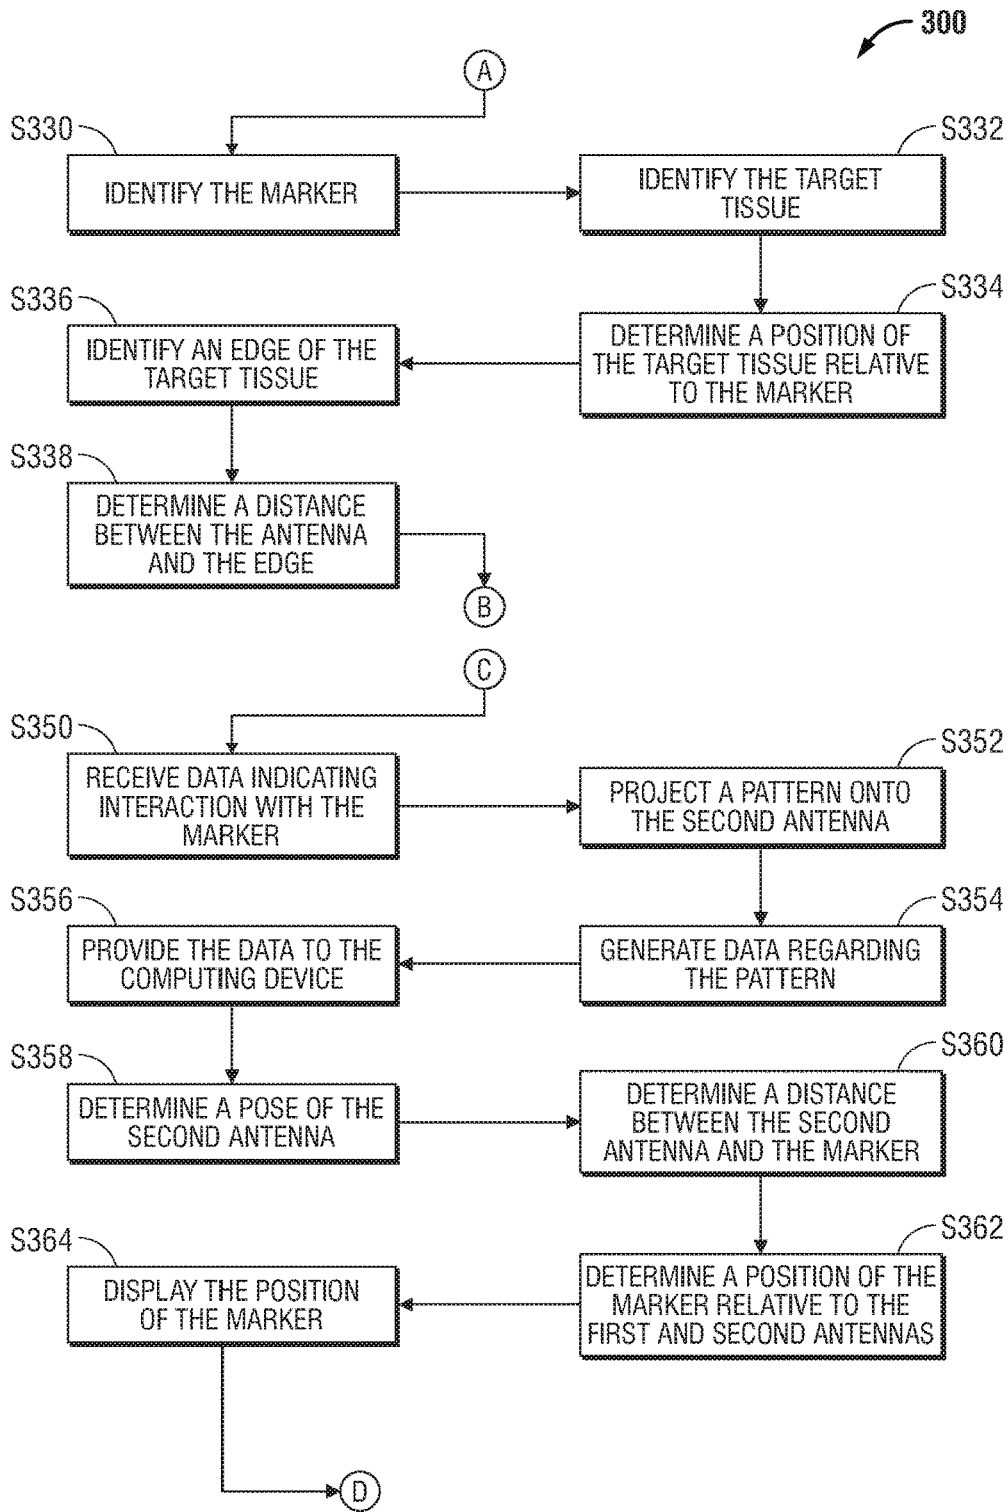 300
A
S330
IDENTIFY THE MARKER
S332
IDENTIFY THE TARGET
TISSUE
S334
DETERMINE A POSITION OF
THE TARGET TISSUE RELATIVE
TO THE MARKER
S336
IDENTIFY AN EDGE OF THE
TARGET TISSUE
S338
DETERMINE A DISTANCE
BETWEEN THE ANTENNA
AND THE EDGE
B
C
S350
RECEIVE DATA INDICATING
INTERACTION WITH THE
MARKER
S352
PROJECT A PATTERN ONTO
THE SECOND ANTENNA
S354
GENERATE DATA REGARDING
THE PATTERN
S356
PROVIDE THE DATA TO THE
COMPUTING DEVICE
S358
DETERMINE A POSE OF THE
SECOND ANTENNA
S360
DETERMINE A DISTANCE
BETWEEN THE SECOND
ANTENNA AND THE MARKER
S362
DETERMINE A POSITION OF THE
MARKER RELATIVE TO THE
FIRST AND SECOND ANTENNAS
S364
DISPLAY THE POSITION
OF THE MARKER
D